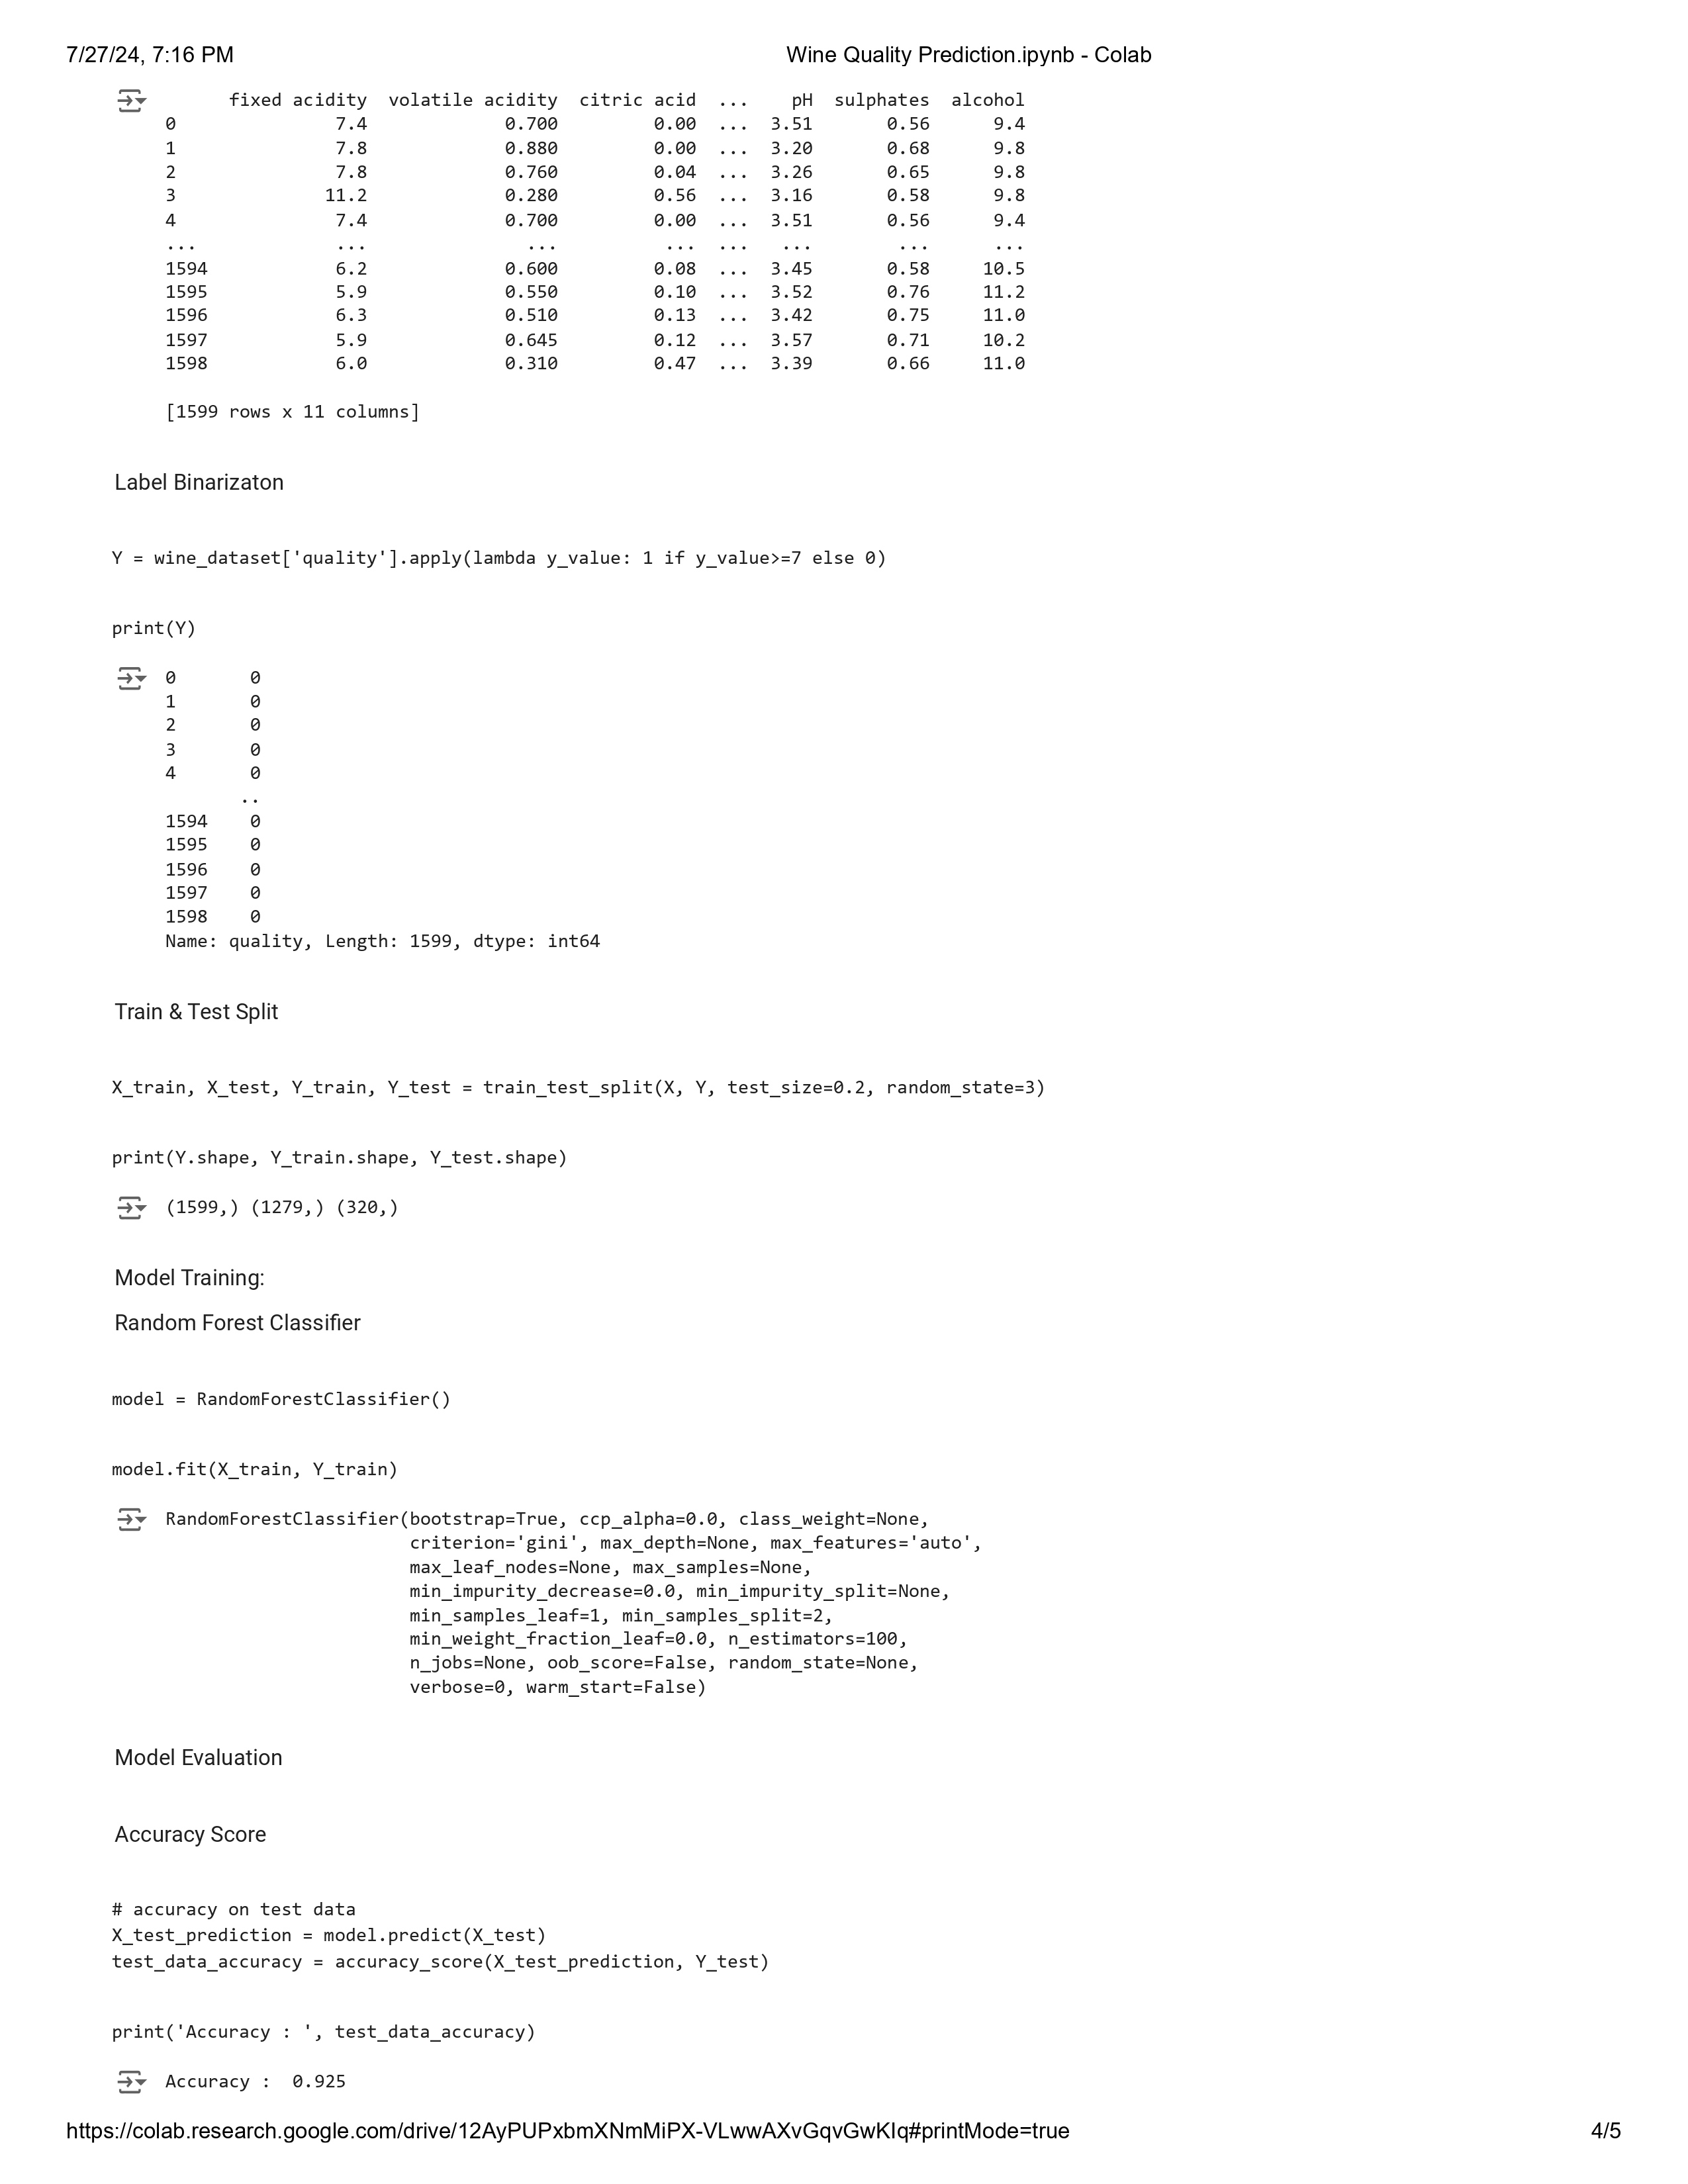 7/27/24, 7:16 PM Wine Quality Prediction.ipynb - Colab
fixed acidity volatile acidity citric acid ... pH sulphates alcohol
0 7.4 0.700 0.00 ... 3.51 0.56 9.4
1 7.8 0.880 0.00 ... 3.20 0.68 9.8
2 7.8 0.760 0.04 ... 3.26 0.65 9.8
3 11.2 0.280 0.56 ... 3.16 0.58 9.8
4 7.4 0.700 0.00 ... 3.51 0.56 9.4
... ... ... ... ... ... ... ...
1594 6.2 0.600 0.08 ... 3.45 0.58 10.5
1595 5.9 0.550 0.10 ... 3.52 0.76 11.2
1596 6.3 0.510 0.13 ... 3.42 0.75 11.0
1597 5.9 0.645 0.12 ... 3.57 0.71 10.2
1598 6.0 0.310 0.47 ... 3.39 0.66 11.0
[1599 rows x 11 columns]
Label Binarizaton
Y = wine_dataset['quality'].apply(lambda y_value: 1 if y_value>=7 else 0)
print(Y)
0 0
1 0
2 0
3 0
4 0
..
1594 0
1595 0
1596 0
1597 0
1598 0
Name: quality, Length: 1599, dtype: int64
Train & Test Split
X_train, X_test, Y_train, Y_test = train_test_split(X, Y, test_size=0.2, random_state=3)
print(Y.shape, Y_train.shape, Y_test.shape)
(1599,) (1279,) (320,)
Model Training:
Random Forest Classifier
model = RandomForestClassifier()
model.fit(X_train, Y_train)
RandomForestClassifier(bootstrap=True, ccp_alpha=0.0, class_weight=None,
criterion='gini', max_depth=None, max_features='auto',
max_leaf_nodes=None, max_samples=None,
min_impurity_decrease=0.0, min_impurity_split=None,
min_samples_leaf=1, min_samples_split=2,
min_weight_fraction_leaf=0.0, n_estimators=100,
n_jobs=None, oob_score=False, random_state=None,
verbose=0, warm_start=False)
Model Evaluation
Accuracy Score
# accuracy on test data
X_test_prediction = model.predict(X_test)
test_data_accuracy = accuracy_score(X_test_prediction, Y_test)
print('Accuracy : ', test_data_accuracy)
Accuracy :  0.925
https://colab.research.google.com/drive/12AyPUPxbmXNmMiPX-VLwwAXvGqvGwKIq#printMode=true 4/5